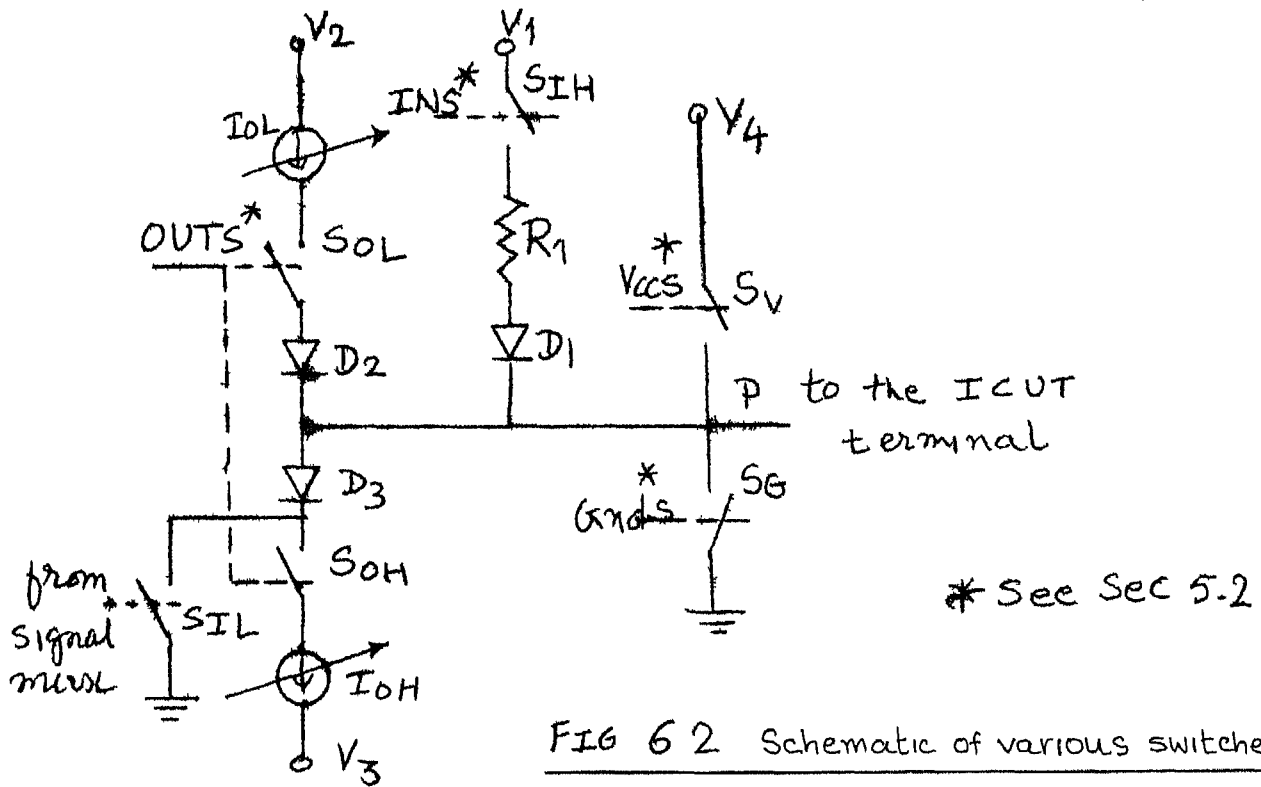 V2
V1
INS*
SIH
V4
IOL
OUTS*
SOL
R1
*
VCCS
SV
D2
D1
P to the ICUT
terminal
D3
*
GndS
SG
from
signal
SIL
SOH
* See Sec 5.2
IOH
V3
FIG 6 2 Schematic of various switche